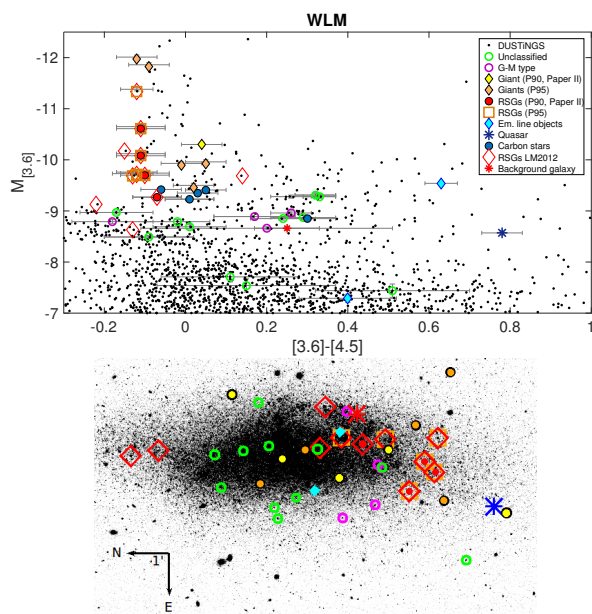 WLM
-12
-11
-10
-9
-8
-7
M[3.6]
-0.2
0
0.2
0.4
0.6
0.8
1
[3.6]-[4.5]
DUSTiNGS
Unclassified
G-M type
Giant (P90, Paper II)
Giants (P95)
RSGs (P90, Paper II)
RSGs (P95)
Em. line objects
Quasar
Carbon stars
RSGs LM2012
Background galaxy
N
1'
E